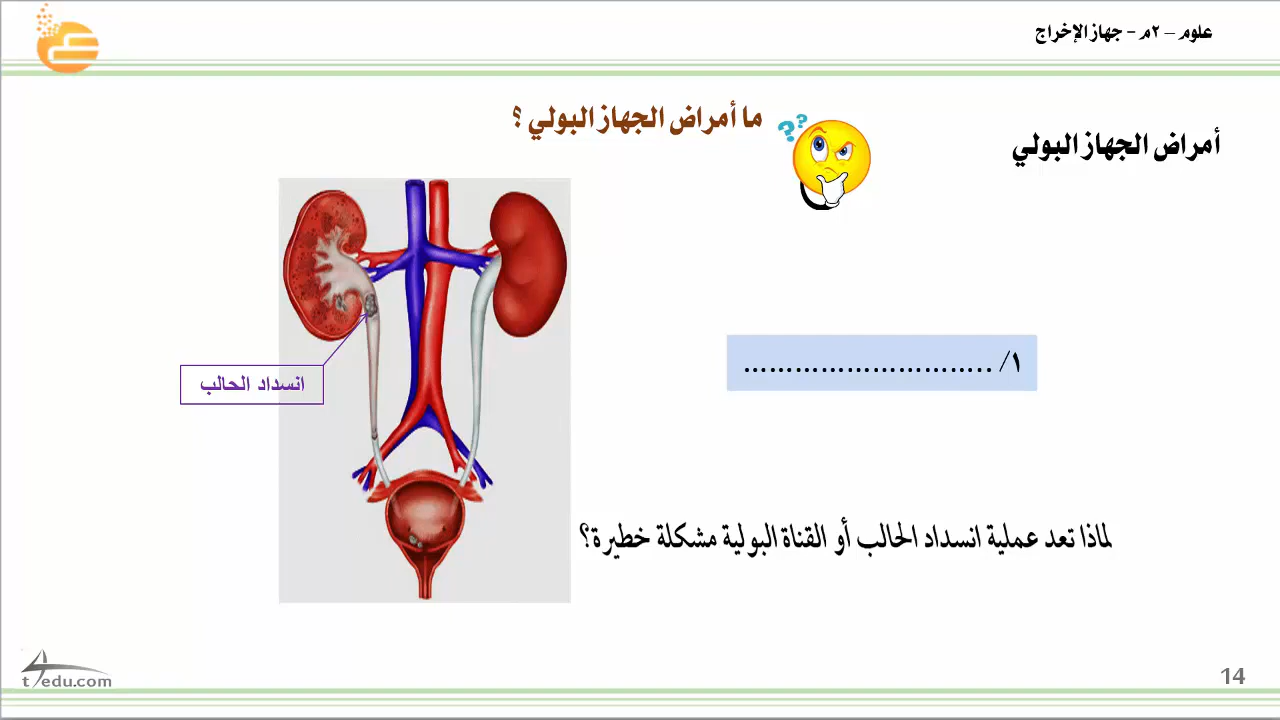 علوم – ٢م – جهاز الإخراج
أمراض الجهاز البولي
ما أمراض الجهاز البولي ؟
??
١/ ............................
انسداد الحالب
لماذا تعد عملية انسداد الحالب أو القناة البولية مشكلة خطيرة؟
t4edu.com
14